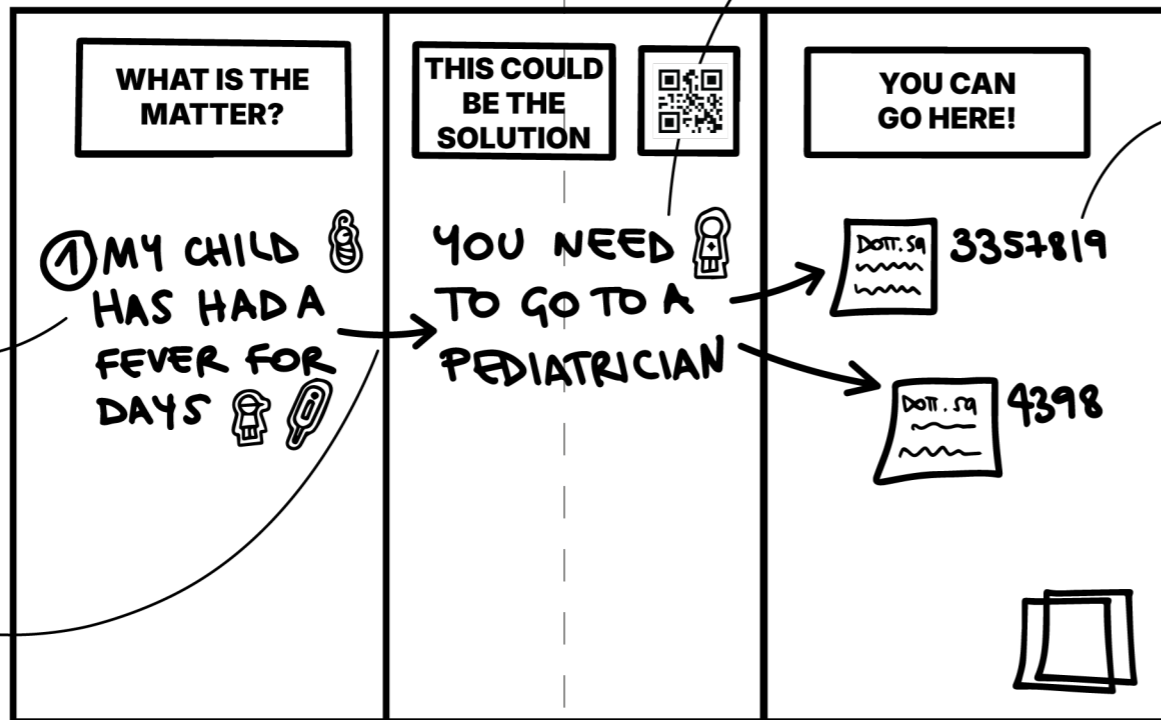 WHAT IS THE
MATTER?
THIS COULD
BE THE
SOLUTION
YOU CAN
GO HERE!
1 MY CHILD
HAS HAD A
FEVER FOR
DAYS
YOU NEED
TO GO TO A
PEDIATRICIAN
DOTT.SA
3357819
DOTT.SA
4398